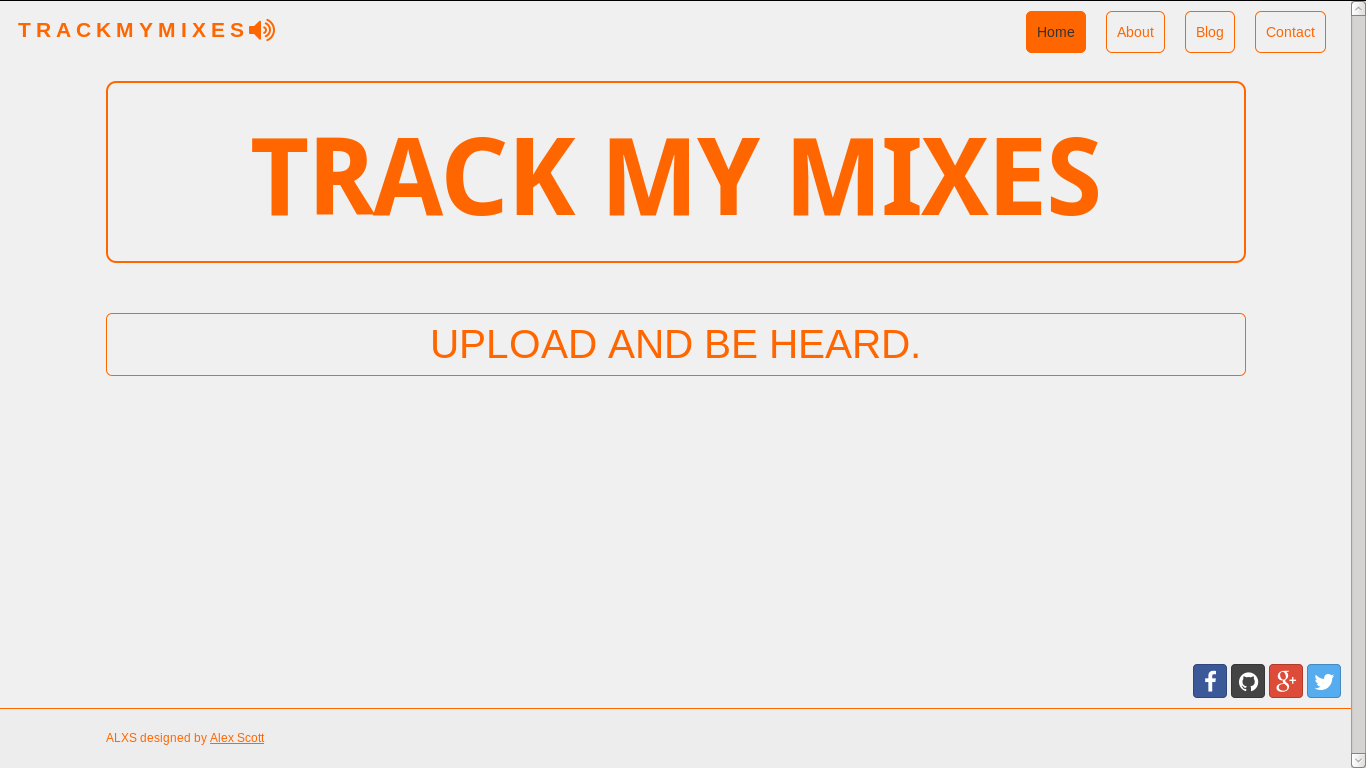 TRACKMYMIXES
Home About Blog Contact
TRACK MY MIXES
UPLOAD AND BE HEARD.
ALXS designed by Alex Scott